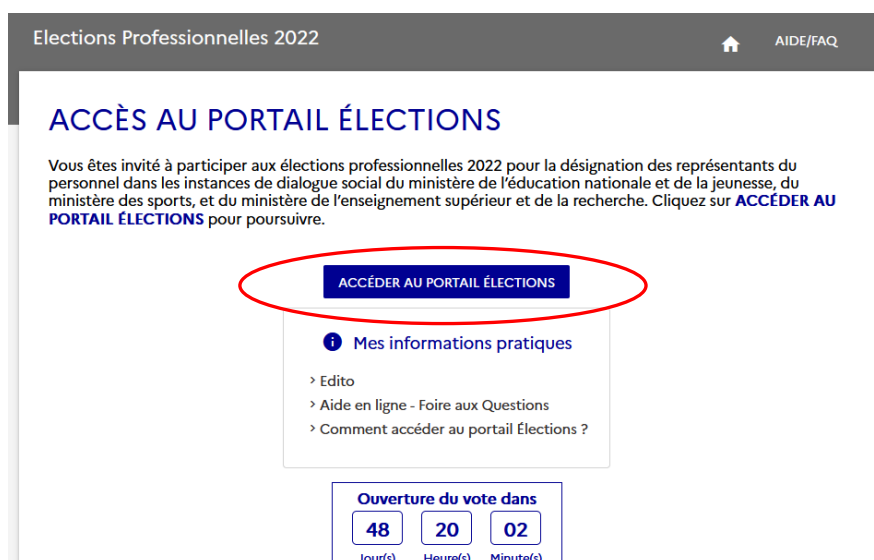 Elections Professionnelles 2022
AIDE/FAQ
ACCÈS AU PORTAIL ÉLECTIONS
Vous êtes invité à participer aux élections professionnelles 2022 pour la désignation des représentants du
personnel dans les instances de dialogue social du ministère de l'éducation nationale et de la jeunesse, du
ministère des sports, et du ministère de l'enseignement supérieur et de la recherche. Cliquez sur ACCÉDER AU
PORTAIL ÉLECTIONS pour poursuivre.
ACCÉDER AU PORTAIL ÉLECTIONS
Mes informations pratiques
> Edito
> Aide en ligne - Foire aux Questions
> Comment accéder au portail Élections ?
Ouverture du vote dans
48 20 02
Jour(s) Heure(s) Minute(s)